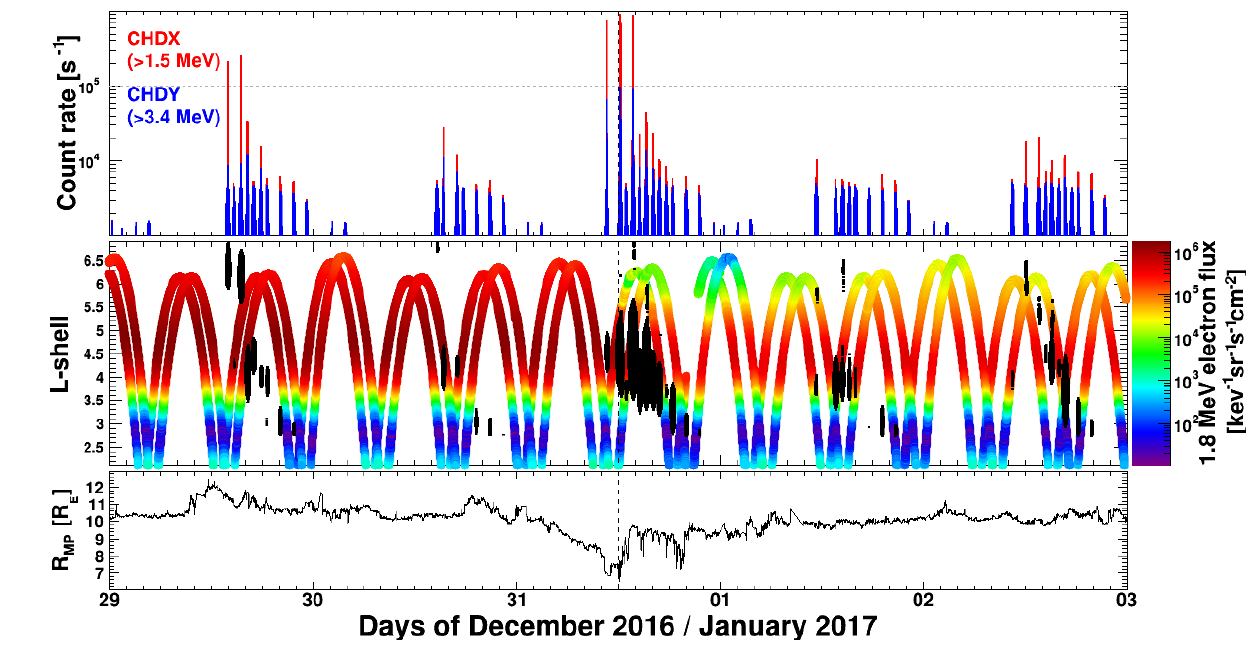 CHDX
(>1.5 MeV)
CHDY
(>3.4 MeV)
Count rate [s⁻¹]
10⁵
10⁴
6.5
6
5.5
5
4.5
4
3.5
3
2.5
L-shell
10⁶
10⁵
10⁴
10³
10²
1.8 MeV electron flux
[keV⁻¹sr⁻¹s⁻¹cm⁻²]
12
11
10
9
8
7
R_MP [R_E]
29 30 31 01 02 03
Days of December 2016 / January 2017